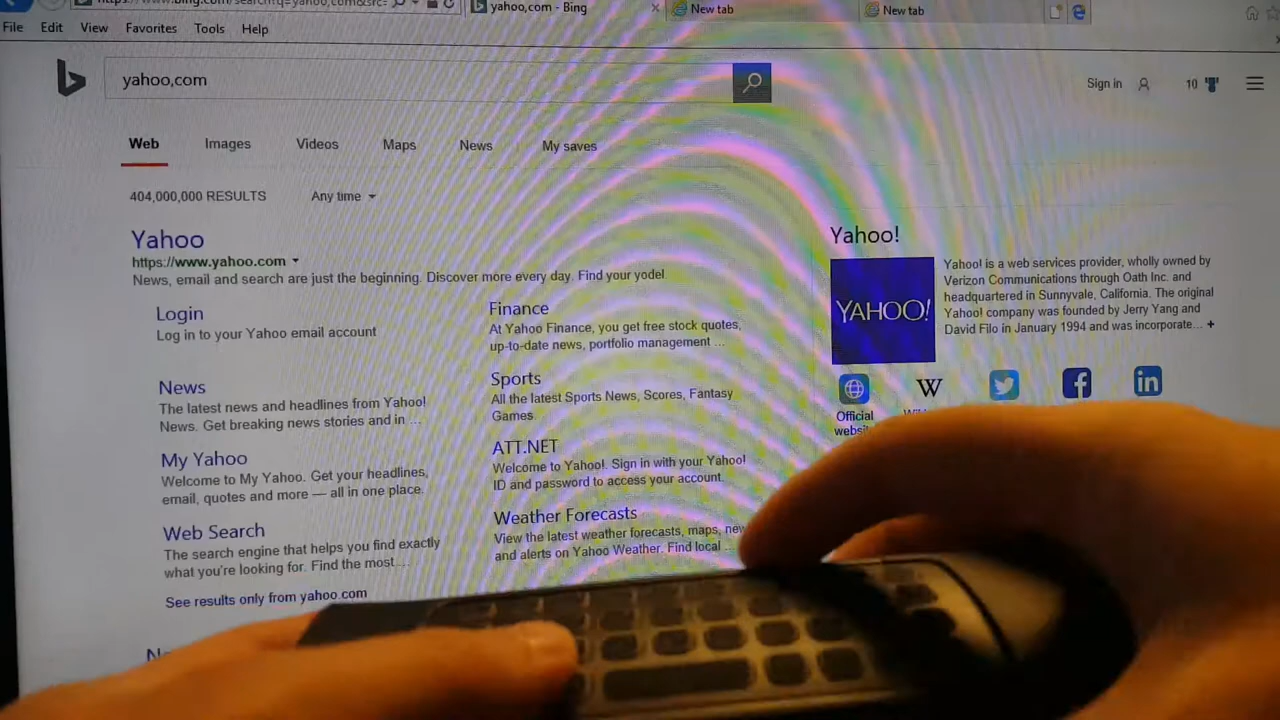 yahoo,com - Bing
New tab
New tab
File Edit View Favorites Tools Help
yahoo,com
Sign in
10
Web Images Videos Maps News My saves
404,000,000 RESULTS Any time
Yahoo
https://www.yahoo.com
News, email and search are just the beginning. Discover more every day. Find your yodel.
Login
Log in to your Yahoo email account
News
The latest news and headlines from Yahoo!
News. Get breaking news stories and in ...
My Yahoo
Welcome to My Yahoo. Get your headlines,
email, quotes and more — all in one place.
Web Search
The search engine that helps you find exactly
what you're looking for. Find the most ...
See results only from yahoo.com
Finance
At Yahoo Finance, you get free stock quotes,
up-to-date news, portfolio management ...
Sports
All the latest Sports News, Scores, Fantasy
Games.
ATT.NET
Welcome to Yahoo!. Sign in with your Yahoo!
ID and password to access your account.
Weather Forecasts
View the latest weather forecasts, maps, new
and alerts on Yahoo Weather. Find local ...
Yahoo!
YAHOO!
Yahoo! is a web services provider, wholly owned by
Verizon Communications through Oath Inc. and
headquartered in Sunnyvale, California. The original
Yahoo! company was founded by Jerry Yang and
David Filo in January 1994 and was incorporate... +
W
Official